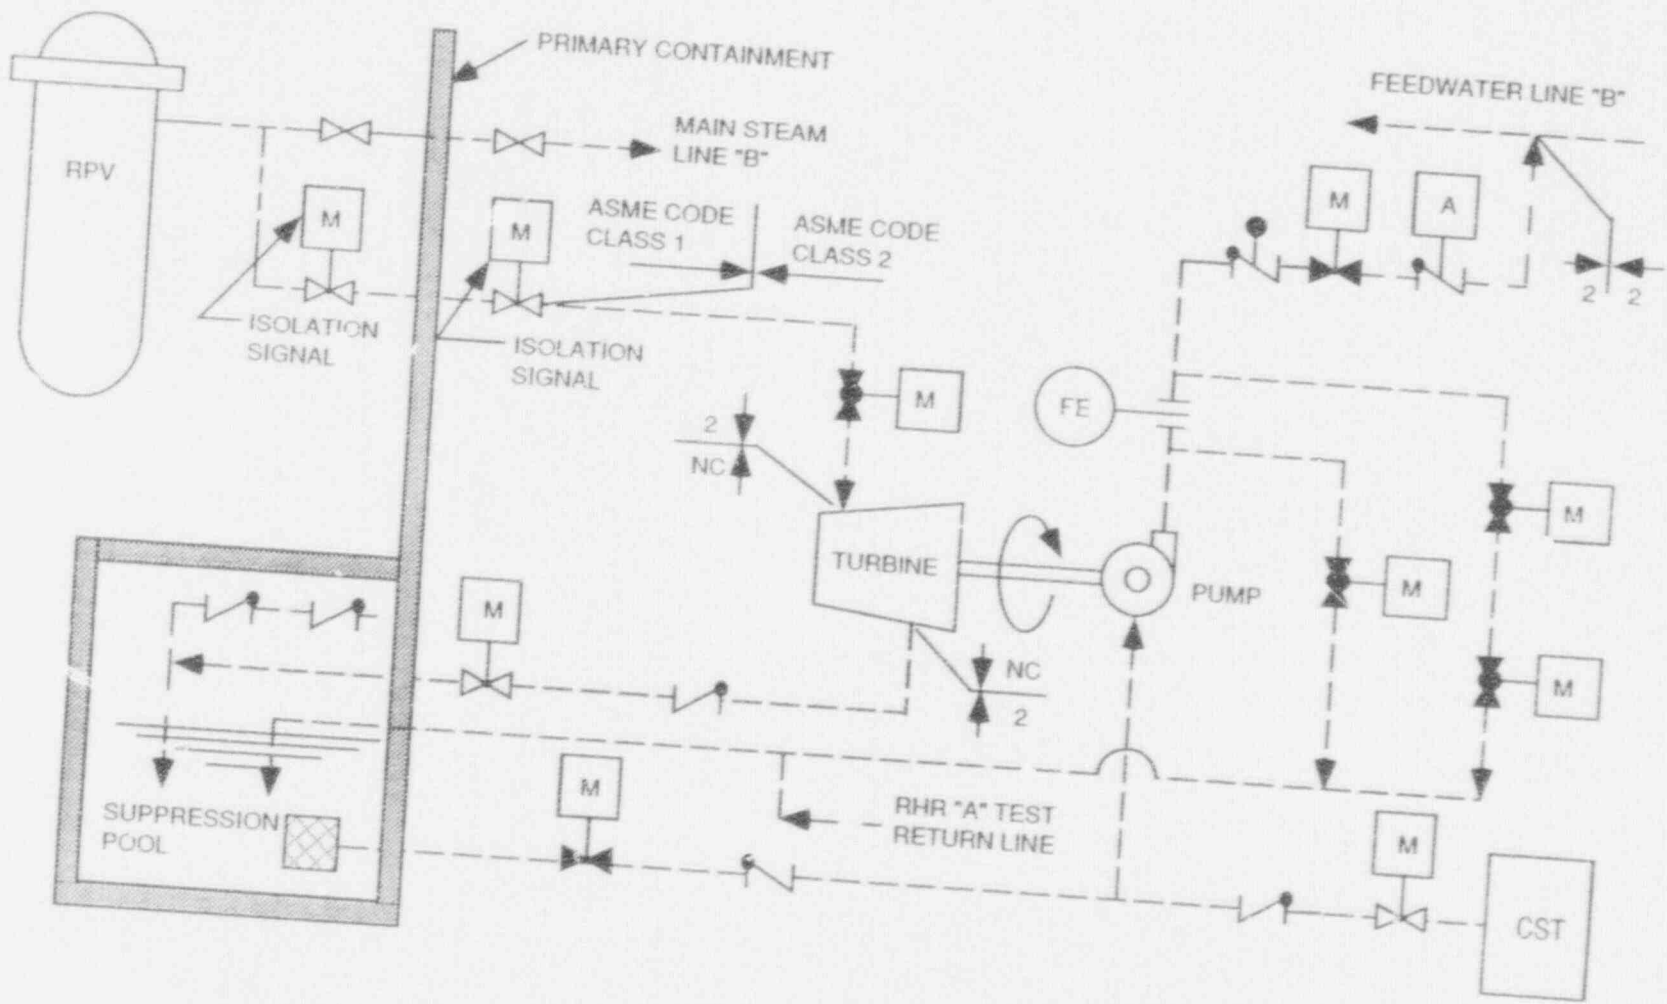 PRIMARY CONTAINMENT
FEEDWATER LINE "B"
MAIN STEAM
LINE "B"
RPV
M
M
ASME CODE
CLASS 1
ASME CODE
CLASS 2
M
A
2 2
ISOLATION
SIGNAL
ISOLATION
SIGNAL
M
FE
2
NC
M
TURBINE
PUMP
M
M
NC
2
M
M
SUPPRESSION
POOL
RHR "A" TEST
RETURN LINE
M
CST